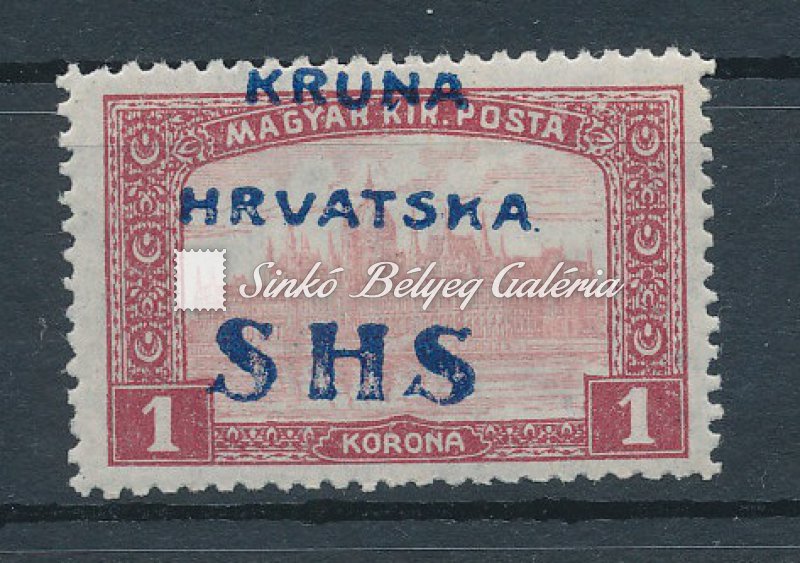 KRUNA
MAGYAR KIR. POSTA
HRVATSKA.
Sinkó Bélyeg Galéria
SHS
1 KORONA 1